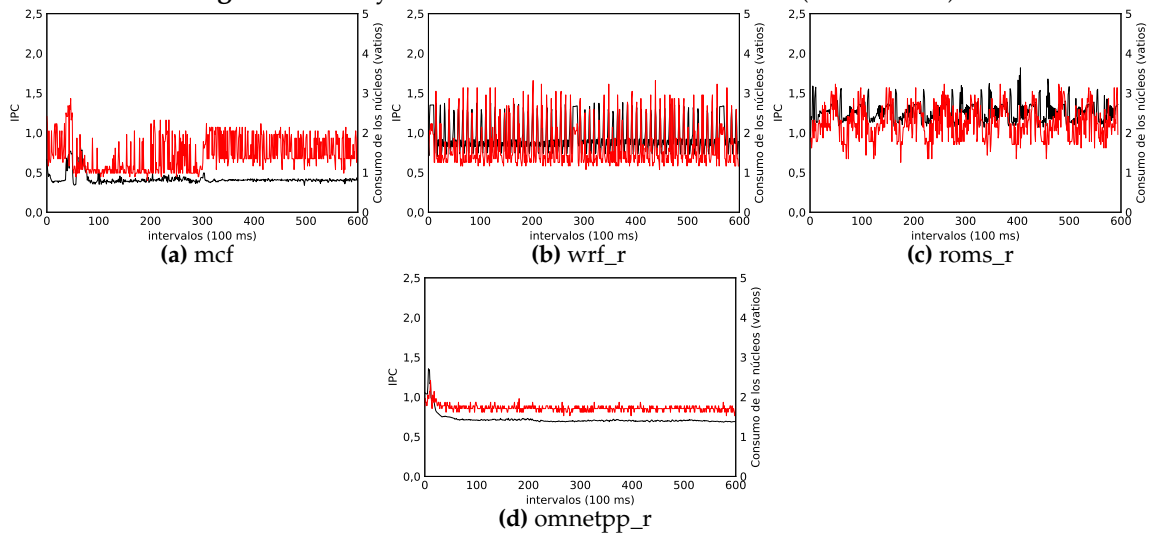 2,5 5 2,5 5 2,5 5
2,0 4 2,0 4 2,0 4
1,5 3 1,5 3 1,5 3
1,0 2 1,0 2 1,0 2
0,5 1 0,5 1 0,5 1
0,0 0 0,0 0 0,0 0
IPC Consumo de los núcleos (vatios) IPC Consumo de los núcleos (vatios) IPC Consumo de los núcleos (vatios)
0 100 200 300 400 500 600 0 100 200 300 400 500 600 0 100 200 300 400 500 600
intervalos (100 ms) intervalos (100 ms) intervalos (100 ms)
(a) mcf (b) wrf_r (c) roms_r
2,5 5
2,0 4
1,5 3
1,0 2
0,5 1
0,0 0
IPC Consumo de los núcleos (vatios)
0 100 200 300 400 500 600
intervalos (100 ms)
(d) omnetpp_r